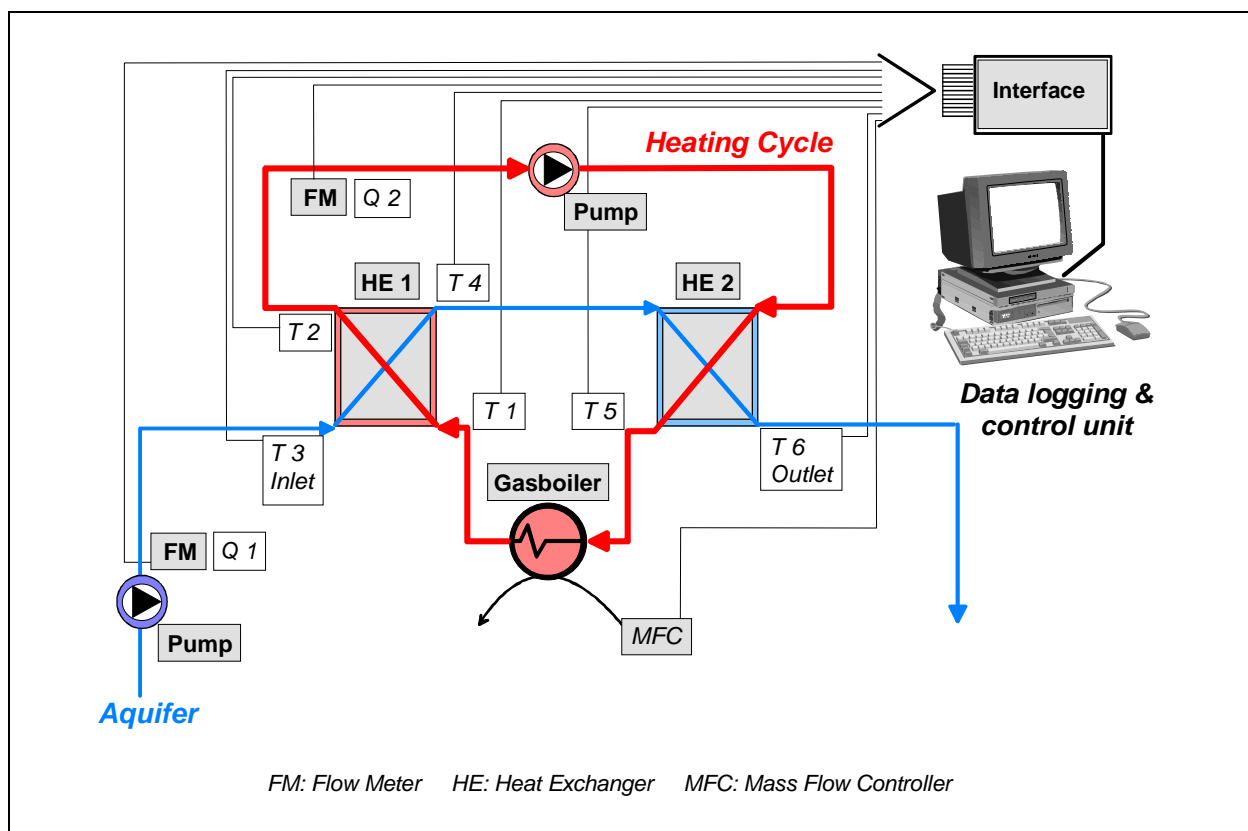 Interface
Heating Cycle
FM
Q 2
Pump
HE 1
T 4
HE 2
T 2
T 1
T 5
Data logging &
control unit
T 3
Inlet
T 6
Outlet
Gasboiler
FM
Q 1
MFC
Pump
Aquifer
FM: Flow Meter HE: Heat Exchanger MFC: Mass Flow Controller